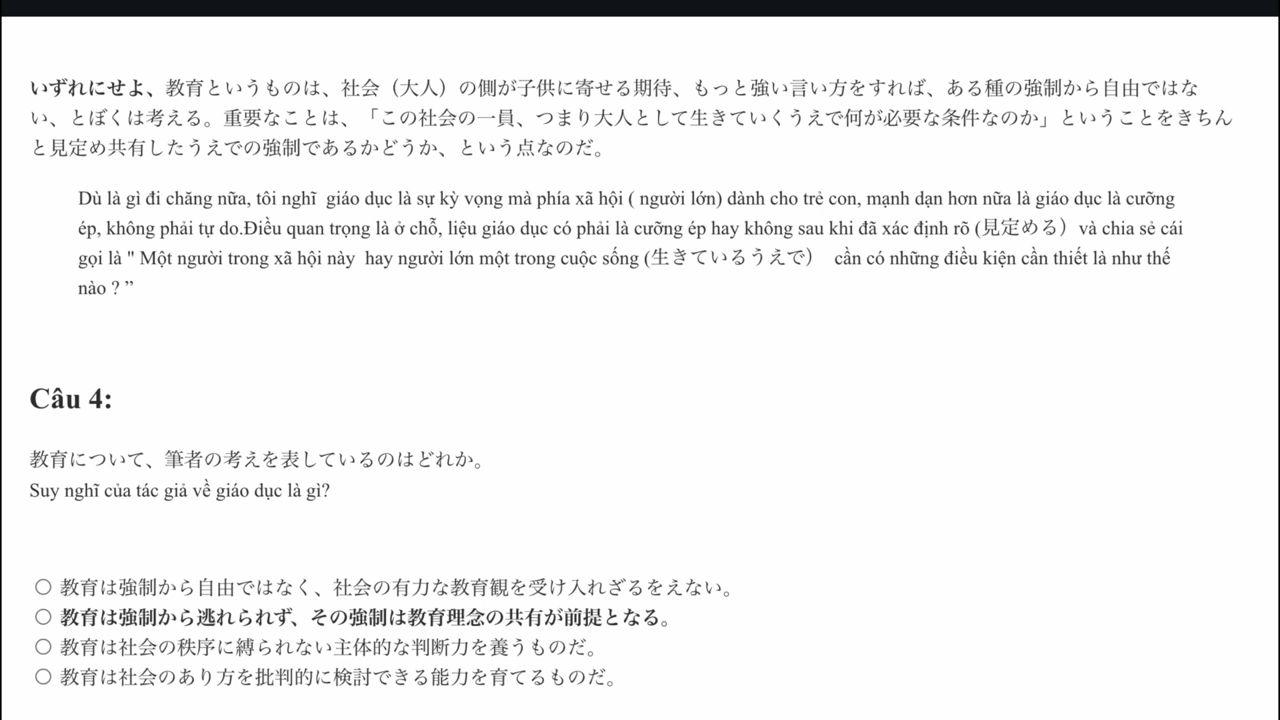 いずれにせよ、教育というものは、社会（大人）の側が子供に寄せる期待、もっと強い言い方をすれば、ある種の強制から自由ではな
い、とぼくは考える。重要なことは、「この社会の一員、つまり大人として生きていくうえで何が必要な条件なのか」ということをきちん
と見定め共有したうえでの強制であるかどうか、という点なのだ。
Dù là gì đi chăng nữa, tôi nghĩ giáo dục là sự kỳ vọng mà phía xã hội ( người lớn) dành cho trẻ con, mạnh dạn hơn nữa là giáo dục là cưỡng
ép, không phải tự do.Điều quan trọng là ở chỗ, liệu giáo dục có phải là cưỡng ép hay không sau khi đã xác định rõ (見定める）và chia sẻ cái
gọi là " Một người trong xã hội này hay người lớn một trong cuộc sống (生きているうえで） cần có những điều kiện cần thiết là như thế
nào ? ”
Câu 4:
教育について、筆者の考えを表しているのはどれか。
Suy nghĩ của tác giả về giáo dục là gì?
○ 教育は強制から自由ではなく、社会の有力な教育観を受け入れざるをえない。
○ 教育は強制から逃れられず、その強制は教育理念の共有が前提となる。
○ 教育は社会の秩序に縛られない主体的な判断力を養うものだ。
○ 教育は社会のあり方を批判的に検討できる能力を育てるものだ。